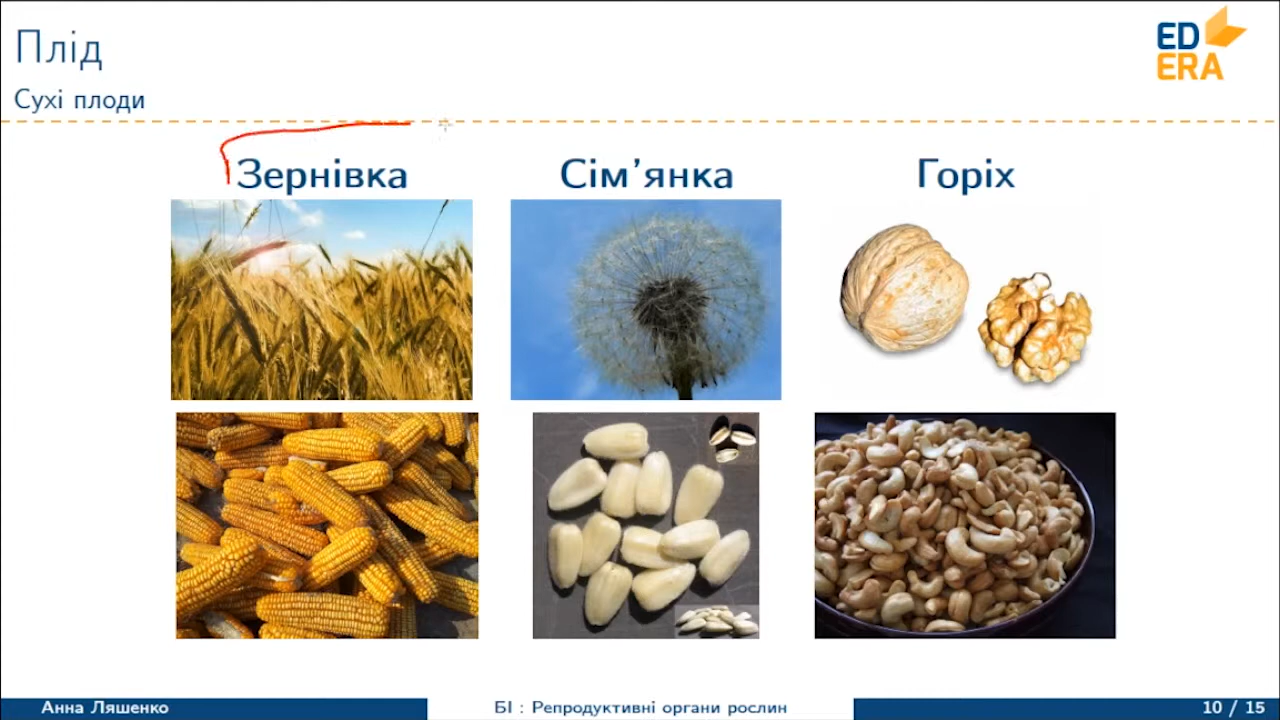 Плід
Сухі плоди
ED
ERA
Зернівка
Сім'янка
Горіх
Анна Ляшенко
БІ : Репродуктивні органи рослин
10 / 15